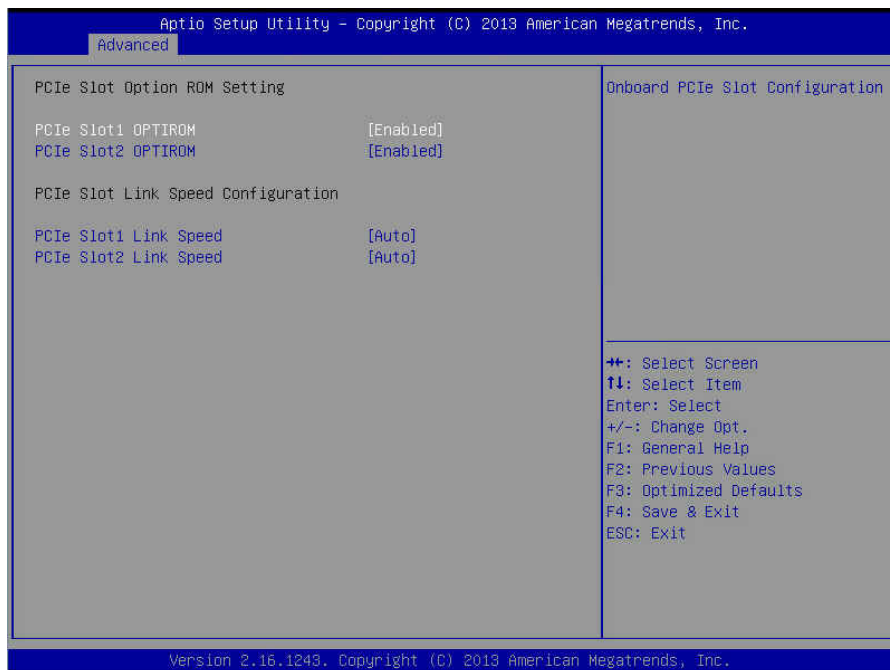 Aptio Setup Utility – Copyright (C) 2013 American Megatrends, Inc.
Advanced
PCIe Slot Option ROM Setting
PCIe Slot1 OPTIROM [Enabled]
PCIe Slot2 OPTIROM [Enabled]
PCIe Slot Link Speed Configuration
PCIe Slot1 Link Speed [Auto]
PCIe Slot2 Link Speed [Auto]
Onboard PCIe Slot Configuration
→←: Select Screen
↑↓: Select Item
Enter: Select
+/-: Change Opt.
F1: General Help
F2: Previous Values
F3: Optimized Defaults
F4: Save & Exit
ESC: Exit
Version 2.16.1243. Copyright (C) 2013 American Megatrends, Inc.